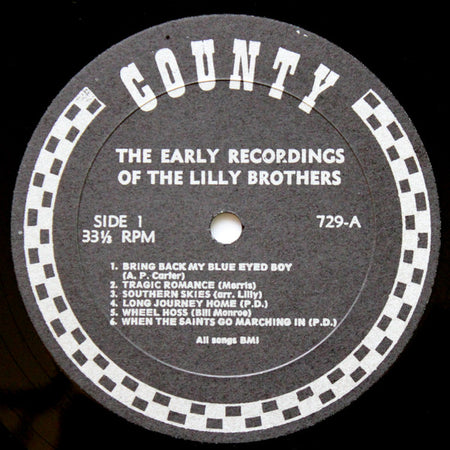 COUNTY
THE EARLY RECORDINGS
OF THE LILLY BROTHERS
SIDE 1
33⅓ RPM
729-A
1. BRING BACK MY BLUE EYED BOY
(A. P. Carter)
2. TRAGIC ROMANCE (Morris)
3. SOUTHERN SKIES (arr. Lilly)
4. LONG JOURNEY HOME (P.D.)
5. WHEEL HOSS (Bill Monroe)
6. WHEN THE SAINTS GO MARCHING IN (P.D.)
All songs BMI